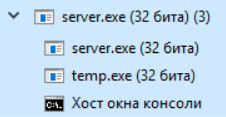 server.exe (32 бита) (3)
server.exe (32 бита)
temp.exe (32 бита)
Хост окна консоли